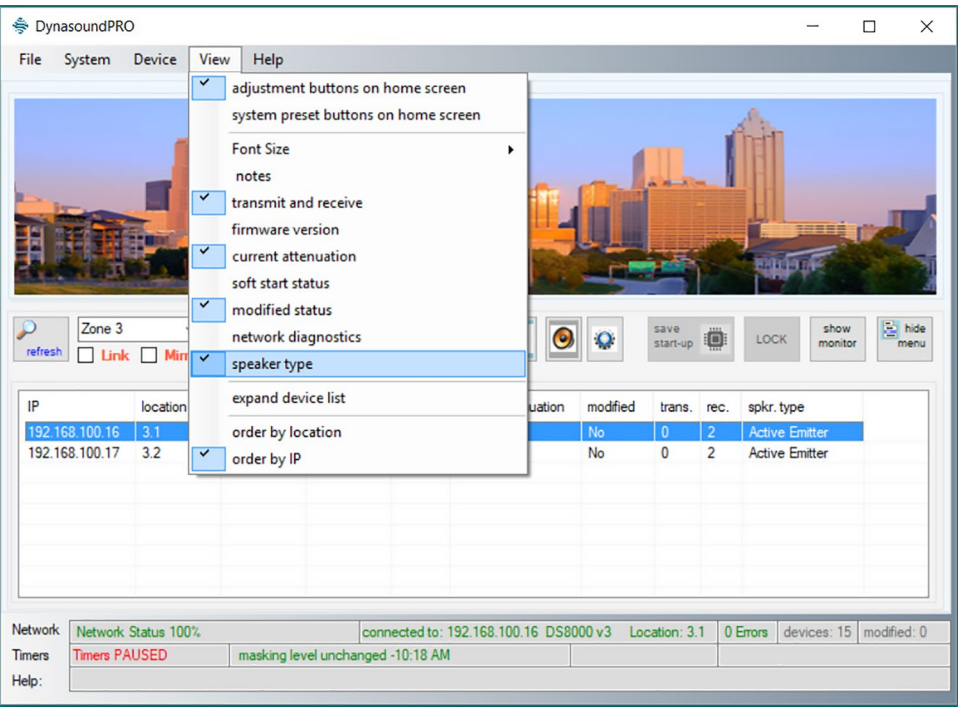 DynasoundPRO
File System Device View Help
adjustment buttons on home screen
system preset buttons on home screen
Font Size
notes
transmit and receive
firmware version
current attenuation
soft start status
modified status
network diagnostics
speaker type
expand device list
order by location
order by IP
refresh
Zone 3
Link
save start-up
LOCK
show monitor
hide menu
IP location modified trans. rec. spkr. type
192.168.100.16 3.1 No 0 2 Active Emitter
192.168.100.17 3.2 No 0 2 Active Emitter
Network Network Status 100% connected to: 192.168.100.16 DS8000 v3 Location: 3.1 0 Errors devices: 15 modified: 0
Timers Timers PAUSED masking level unchanged -10:18 AM
Help: